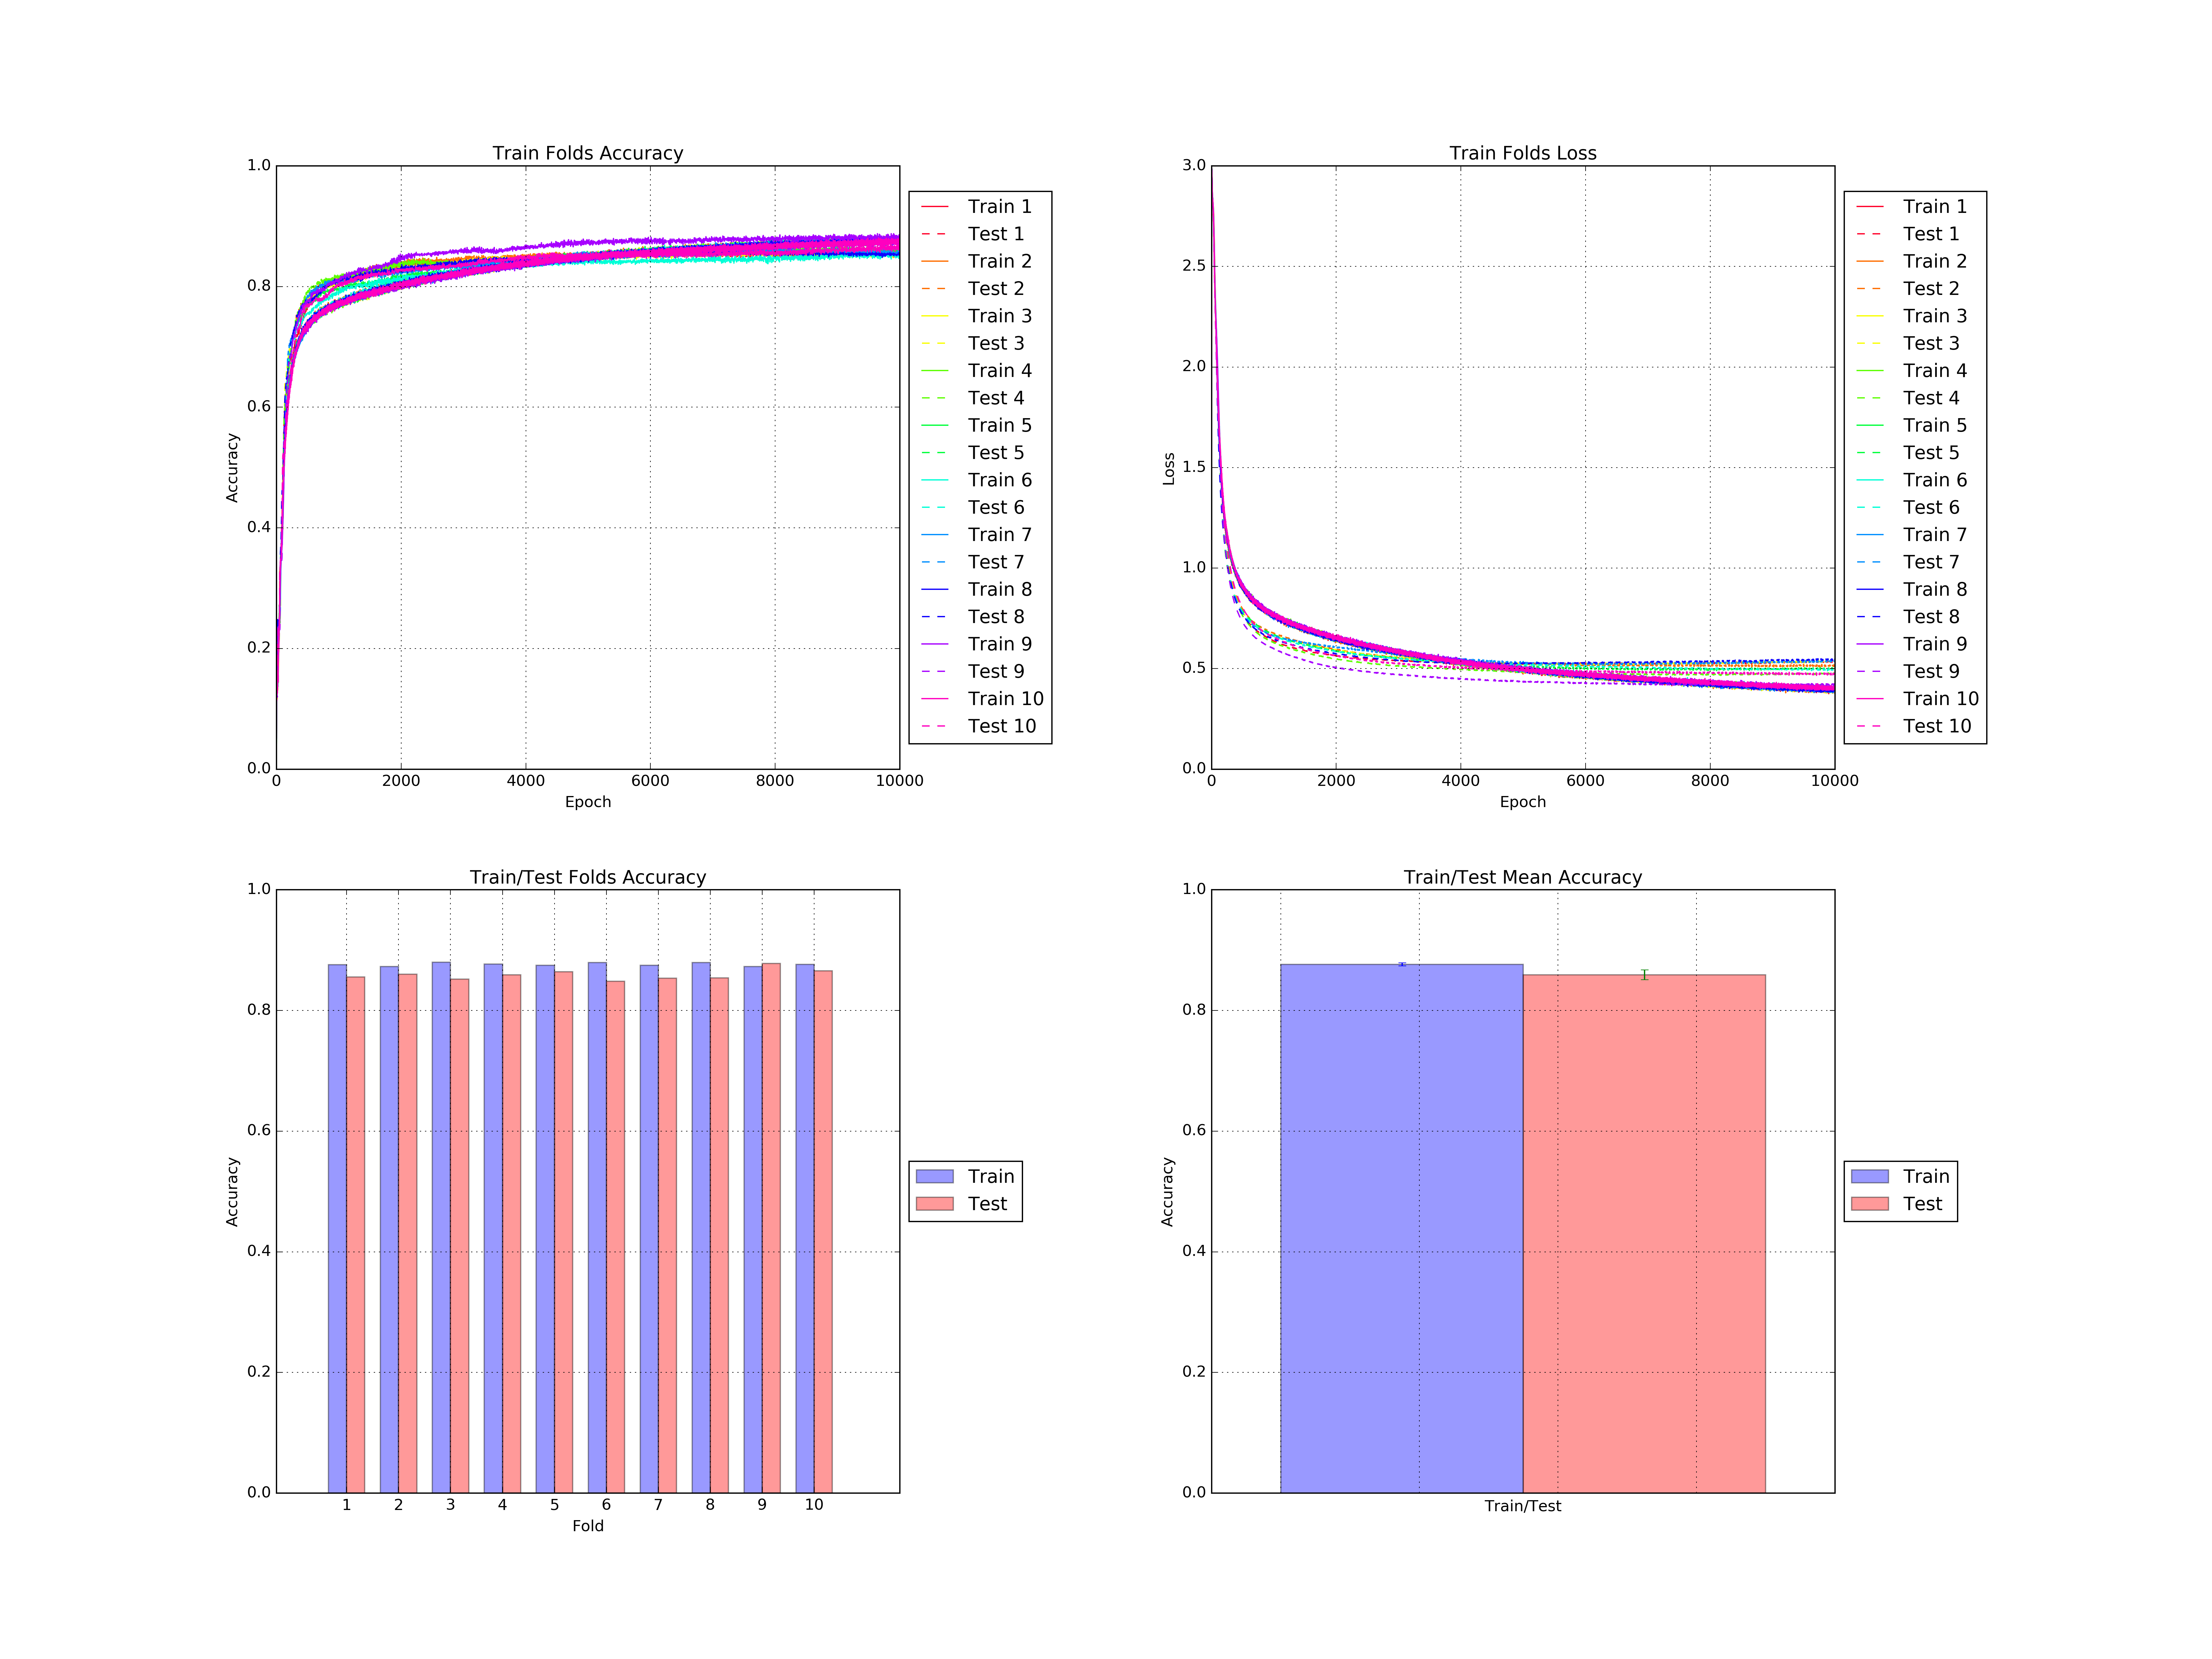 Train Folds Accuracy
1.0
0.8
0.6
0.4
0.2
0.0
Accuracy
0 2000 4000 6000 8000 10000
Epoch
Train 1
Test 1
Train 2
Test 2
Train 3
Test 3
Train 4
Test 4
Train 5
Test 5
Train 6
Test 6
Train 7
Test 7
Train 8
Test 8
Train 9
Test 9
Train 10
Test 10
Train Folds Loss
3.0
2.5
2.0
1.5
1.0
0.5
0.0
Loss
0 2000 4000 6000 8000 10000
Epoch
Train 1
Test 1
Train 2
Test 2
Train 3
Test 3
Train 4
Test 4
Train 5
Test 5
Train 6
Test 6
Train 7
Test 7
Train 8
Test 8
Train 9
Test 9
Train 10
Test 10
Train/Test Folds Accuracy
1.0
0.8
0.6
0.4
0.2
0.0
Accuracy
1 2 3 4 5 6 7 8 9 10
Fold
Train
Test
Train/Test Mean Accuracy
1.0
0.8
0.6
0.4
0.2
0.0
Accuracy
Train/Test
Train
Test